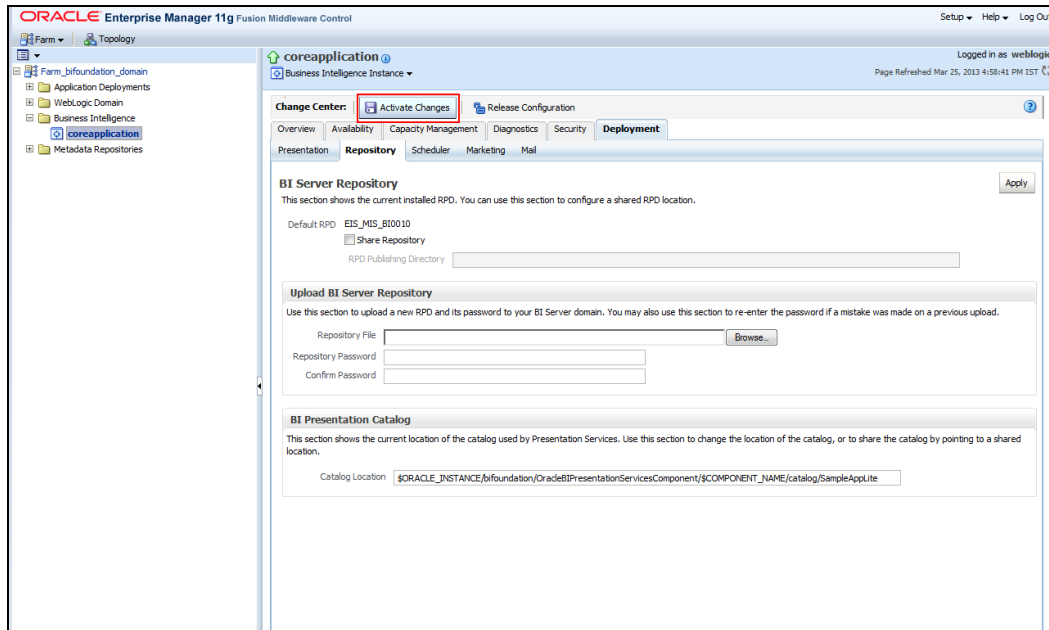 ORACLE Enterprise Manager 11g Fusion Middleware Control
Setup Help Log Out
Farm Topology
Farm_bifoundation_domain
Application Deployments
WebLogic Domain
Business Intelligence
coreapplication
Metadata Repositories
coreapplication
Logged in as weblogic
Business Intelligence Instance
Page Refreshed Mar 25, 2013 4:58:41 PM IST
Change Center: Activate Changes Release Configuration
Overview Availability Capacity Management Diagnostics Security Deployment
Presentation Repository Scheduler Marketing Mail
BI Server Repository
Apply
This section shows the current installed RPD. You can use this section to configure a shared RPD location.
Default RPD EIS_MIS_BI0010
Share Repository
RPD Publishing Directory
Upload BI Server Repository
Use this section to upload a new RPD and its password to your BI Server domain. You may also use this section to re-enter the password if a mistake was made on a previous upload.
Repository File
Browse...
Repository Password
Confirm Password
BI Presentation Catalog
This section shows the current location of the catalog used by Presentation Services. Use this section to change the location of the catalog, or to share the catalog by pointing to a shared
location.
Catalog Location $ORACLE_INSTANCE/bifoundation/OracleBIPresentationServicesComponent/$COMPONENT_NAME/catalog/SampleAppLite